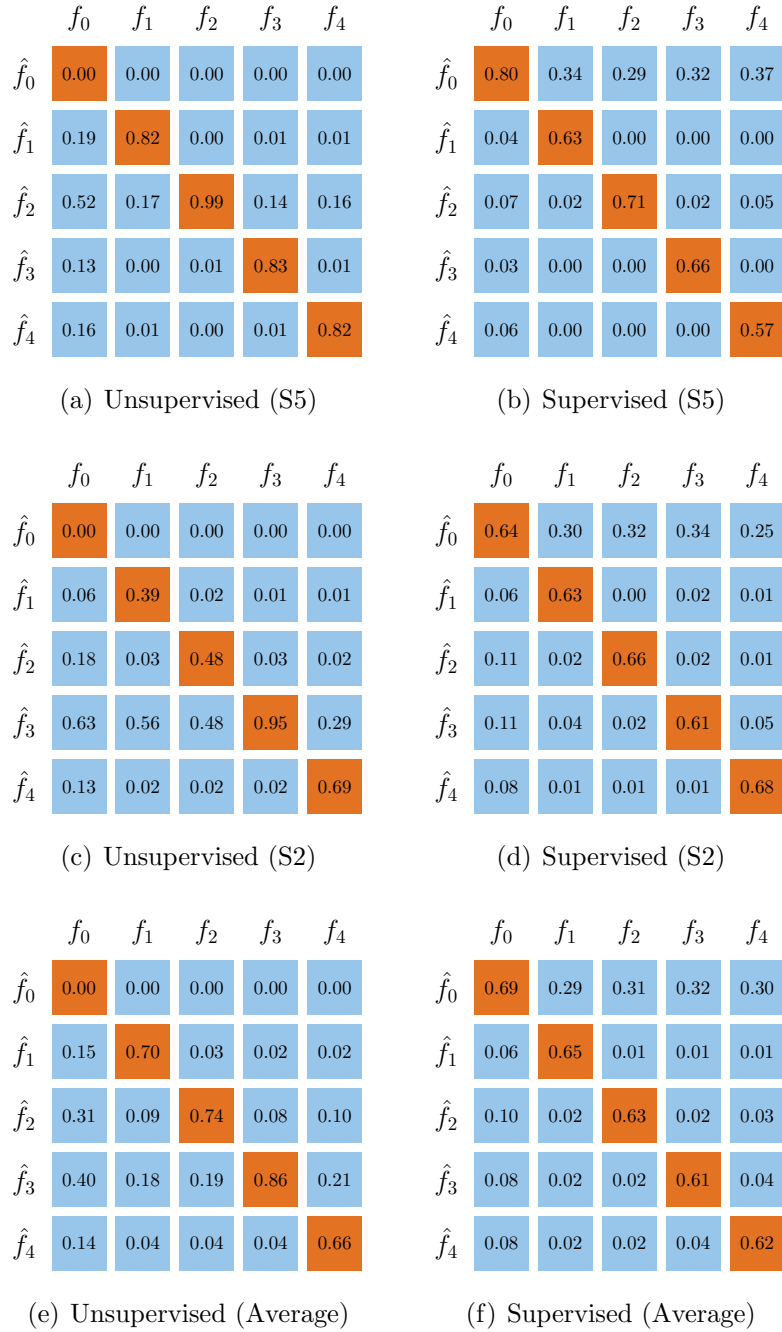 f₀ f₁ f₂ f₃ f₄
f̂₀ 0.00 0.00 0.00 0.00 0.00
f̂₁ 0.19 0.82 0.00 0.01 0.01
f̂₂ 0.52 0.17 0.99 0.14 0.16
f̂₃ 0.13 0.00 0.01 0.83 0.01
f̂₄ 0.16 0.01 0.00 0.01 0.82
(a) Unsupervised (S5)
f₀ f₁ f₂ f₃ f₄
f̂₀ 0.80 0.34 0.29 0.32 0.37
f̂₁ 0.04 0.63 0.00 0.00 0.00
f̂₂ 0.07 0.02 0.71 0.02 0.05
f̂₃ 0.03 0.00 0.00 0.66 0.00
f̂₄ 0.06 0.00 0.00 0.00 0.57
(b) Supervised (S5)
f₀ f₁ f₂ f₃ f₄
f̂₀ 0.00 0.00 0.00 0.00 0.00
f̂₁ 0.06 0.39 0.02 0.01 0.01
f̂₂ 0.18 0.03 0.48 0.03 0.02
f̂₃ 0.63 0.56 0.48 0.95 0.29
f̂₄ 0.13 0.02 0.02 0.02 0.69
(c) Unsupervised (S2)
f₀ f₁ f₂ f₃ f₄
f̂₀ 0.64 0.30 0.32 0.34 0.25
f̂₁ 0.06 0.63 0.00 0.02 0.01
f̂₂ 0.11 0.02 0.66 0.02 0.01
f̂₃ 0.11 0.04 0.02 0.61 0.05
f̂₄ 0.08 0.01 0.01 0.01 0.68
(d) Supervised (S2)
f₀ f₁ f₂ f₃ f₄
f̂₀ 0.00 0.00 0.00 0.00 0.00
f̂₁ 0.15 0.70 0.03 0.02 0.02
f̂₂ 0.31 0.09 0.74 0.08 0.10
f̂₃ 0.40 0.18 0.19 0.86 0.21
f̂₄ 0.14 0.04 0.04 0.04 0.66
(e) Unsupervised (Average)
f₀ f₁ f₂ f₃ f₄
f̂₀ 0.69 0.29 0.31 0.32 0.30
f̂₁ 0.06 0.65 0.01 0.01 0.01
f̂₂ 0.10 0.02 0.63 0.02 0.03
f̂₃ 0.08 0.02 0.02 0.61 0.04
f̂₄ 0.08 0.02 0.02 0.04 0.62
(f) Supervised (Average)